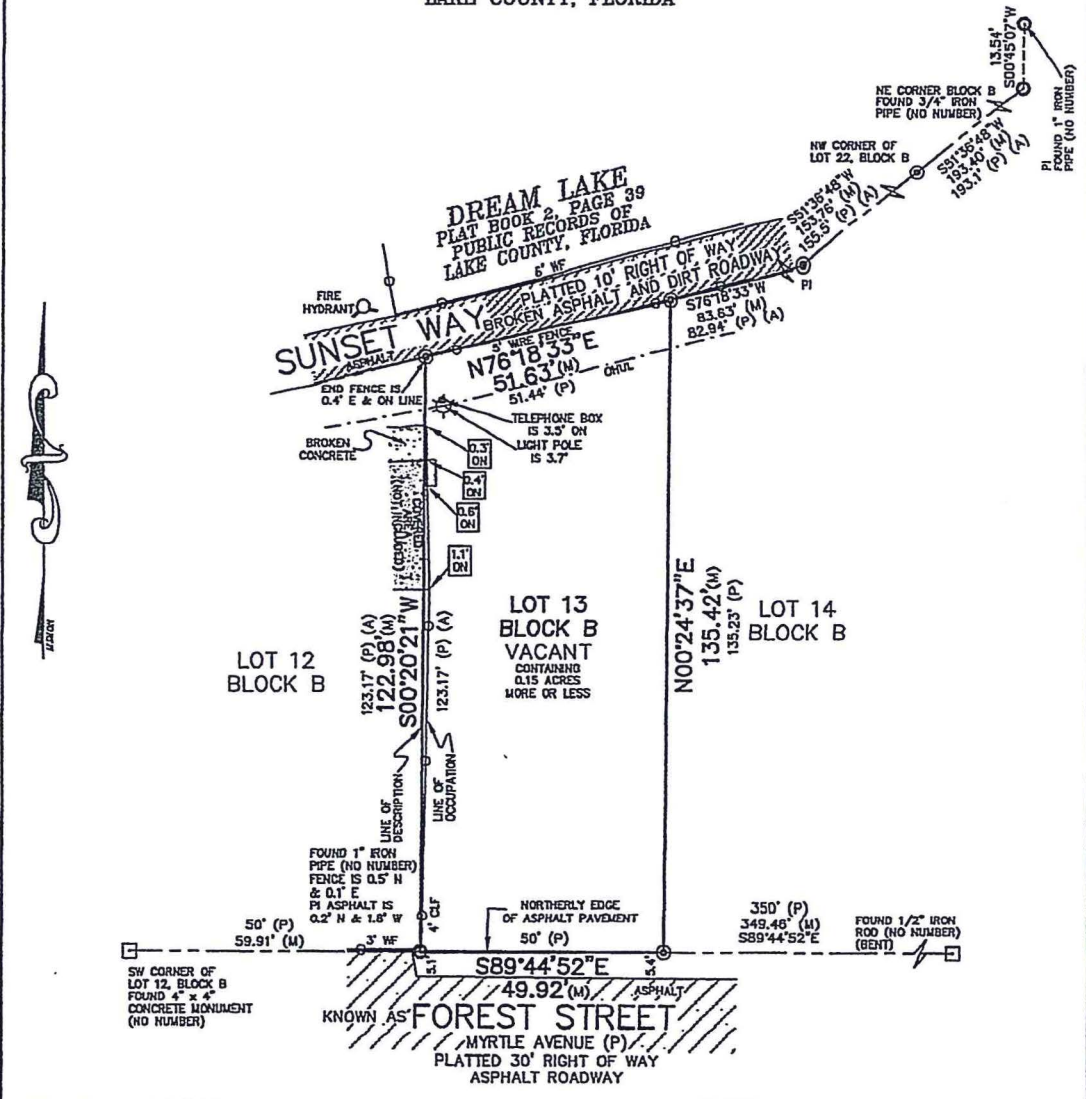 LAKE COUNTY, FLORIDA
13.54'
S00°45'07"W
NE CORNER BLOCK B
FOUND 3/4" IRON
PIPE (NO NUMBER)
PI
FOUND 1" IRON
PIPE (NO NUMBER)
NW CORNER OF
LOT 22, BLOCK B
S51°36'48"W
193.40' (M)
193.1' (P) (A)
S51°36'48"W
153.76' (M)
155.5' (P) (A)
DREAM LAKE
PLAT BOOK 2, PAGE 39
PUBLIC RECORDS OF
LAKE COUNTY, FLORIDA
6' WF
PLATTED 10' RIGHT OF WAY
BROKEN ASPHALT AND DIRT ROADWAY
PI
FIRE
HYDRANT
SUNSET WAY
ASPHALT
S76°18'33"W
83.63' (M)
82.94' (P) (A)
5' WIRE FENCE
N76°18'33"E
51.63' (M)
51.44' (P)
OHUL
END FENCE IS
0.4' E & ON LINE
TELEPHONE BOX
IS 3.5' ON
LIGHT POLE
IS 3.7'
BROKEN
CONCRETE
0.3'
ON
0.4'
ON
0.6'
ON
1.1'
ON
COVERED
AREA
(NOT INCLUDED)
NORTH
LOT 12
BLOCK B
123.17' (P) (A)
122.98' (M)
S00°20'21"W
123.17' (P) (A)
LOT 13
BLOCK B
VACANT
CONTAINING
0.15 ACRES
MORE OR LESS
N00°24'37"E
135.42' (M)
135.23' (P)
LOT 14
BLOCK B
LINE OF
DESCRIPTION
LINE OF
OCCUPATION
FOUND 1" IRON
PIPE (NO NUMBER)
FENCE IS 0.5' N
& 0.1' E
PI ASPHALT IS
0.2' N & 1.8' W
4' CLF
NORTHERLY EDGE
OF ASPHALT PAVEMENT
50' (P)
59.91' (M)
3' WF
50' (P)
350' (P)
349.46' (M)
S89°44'52"E
FOUND 1/2" IRON
ROD (NO NUMBER)
(BENT)
SW CORNER OF
LOT 12, BLOCK B
FOUND 4" x 4"
CONCRETE MONUMENT
(NO NUMBER)
5.1'
S89°44'52"E
5.4'
49.92' (M)
ASPHALT
KNOWN AS FOREST STREET
MYRTLE AVENUE (P)
PLATTED 30' RIGHT OF WAY
ASPHALT ROADWAY